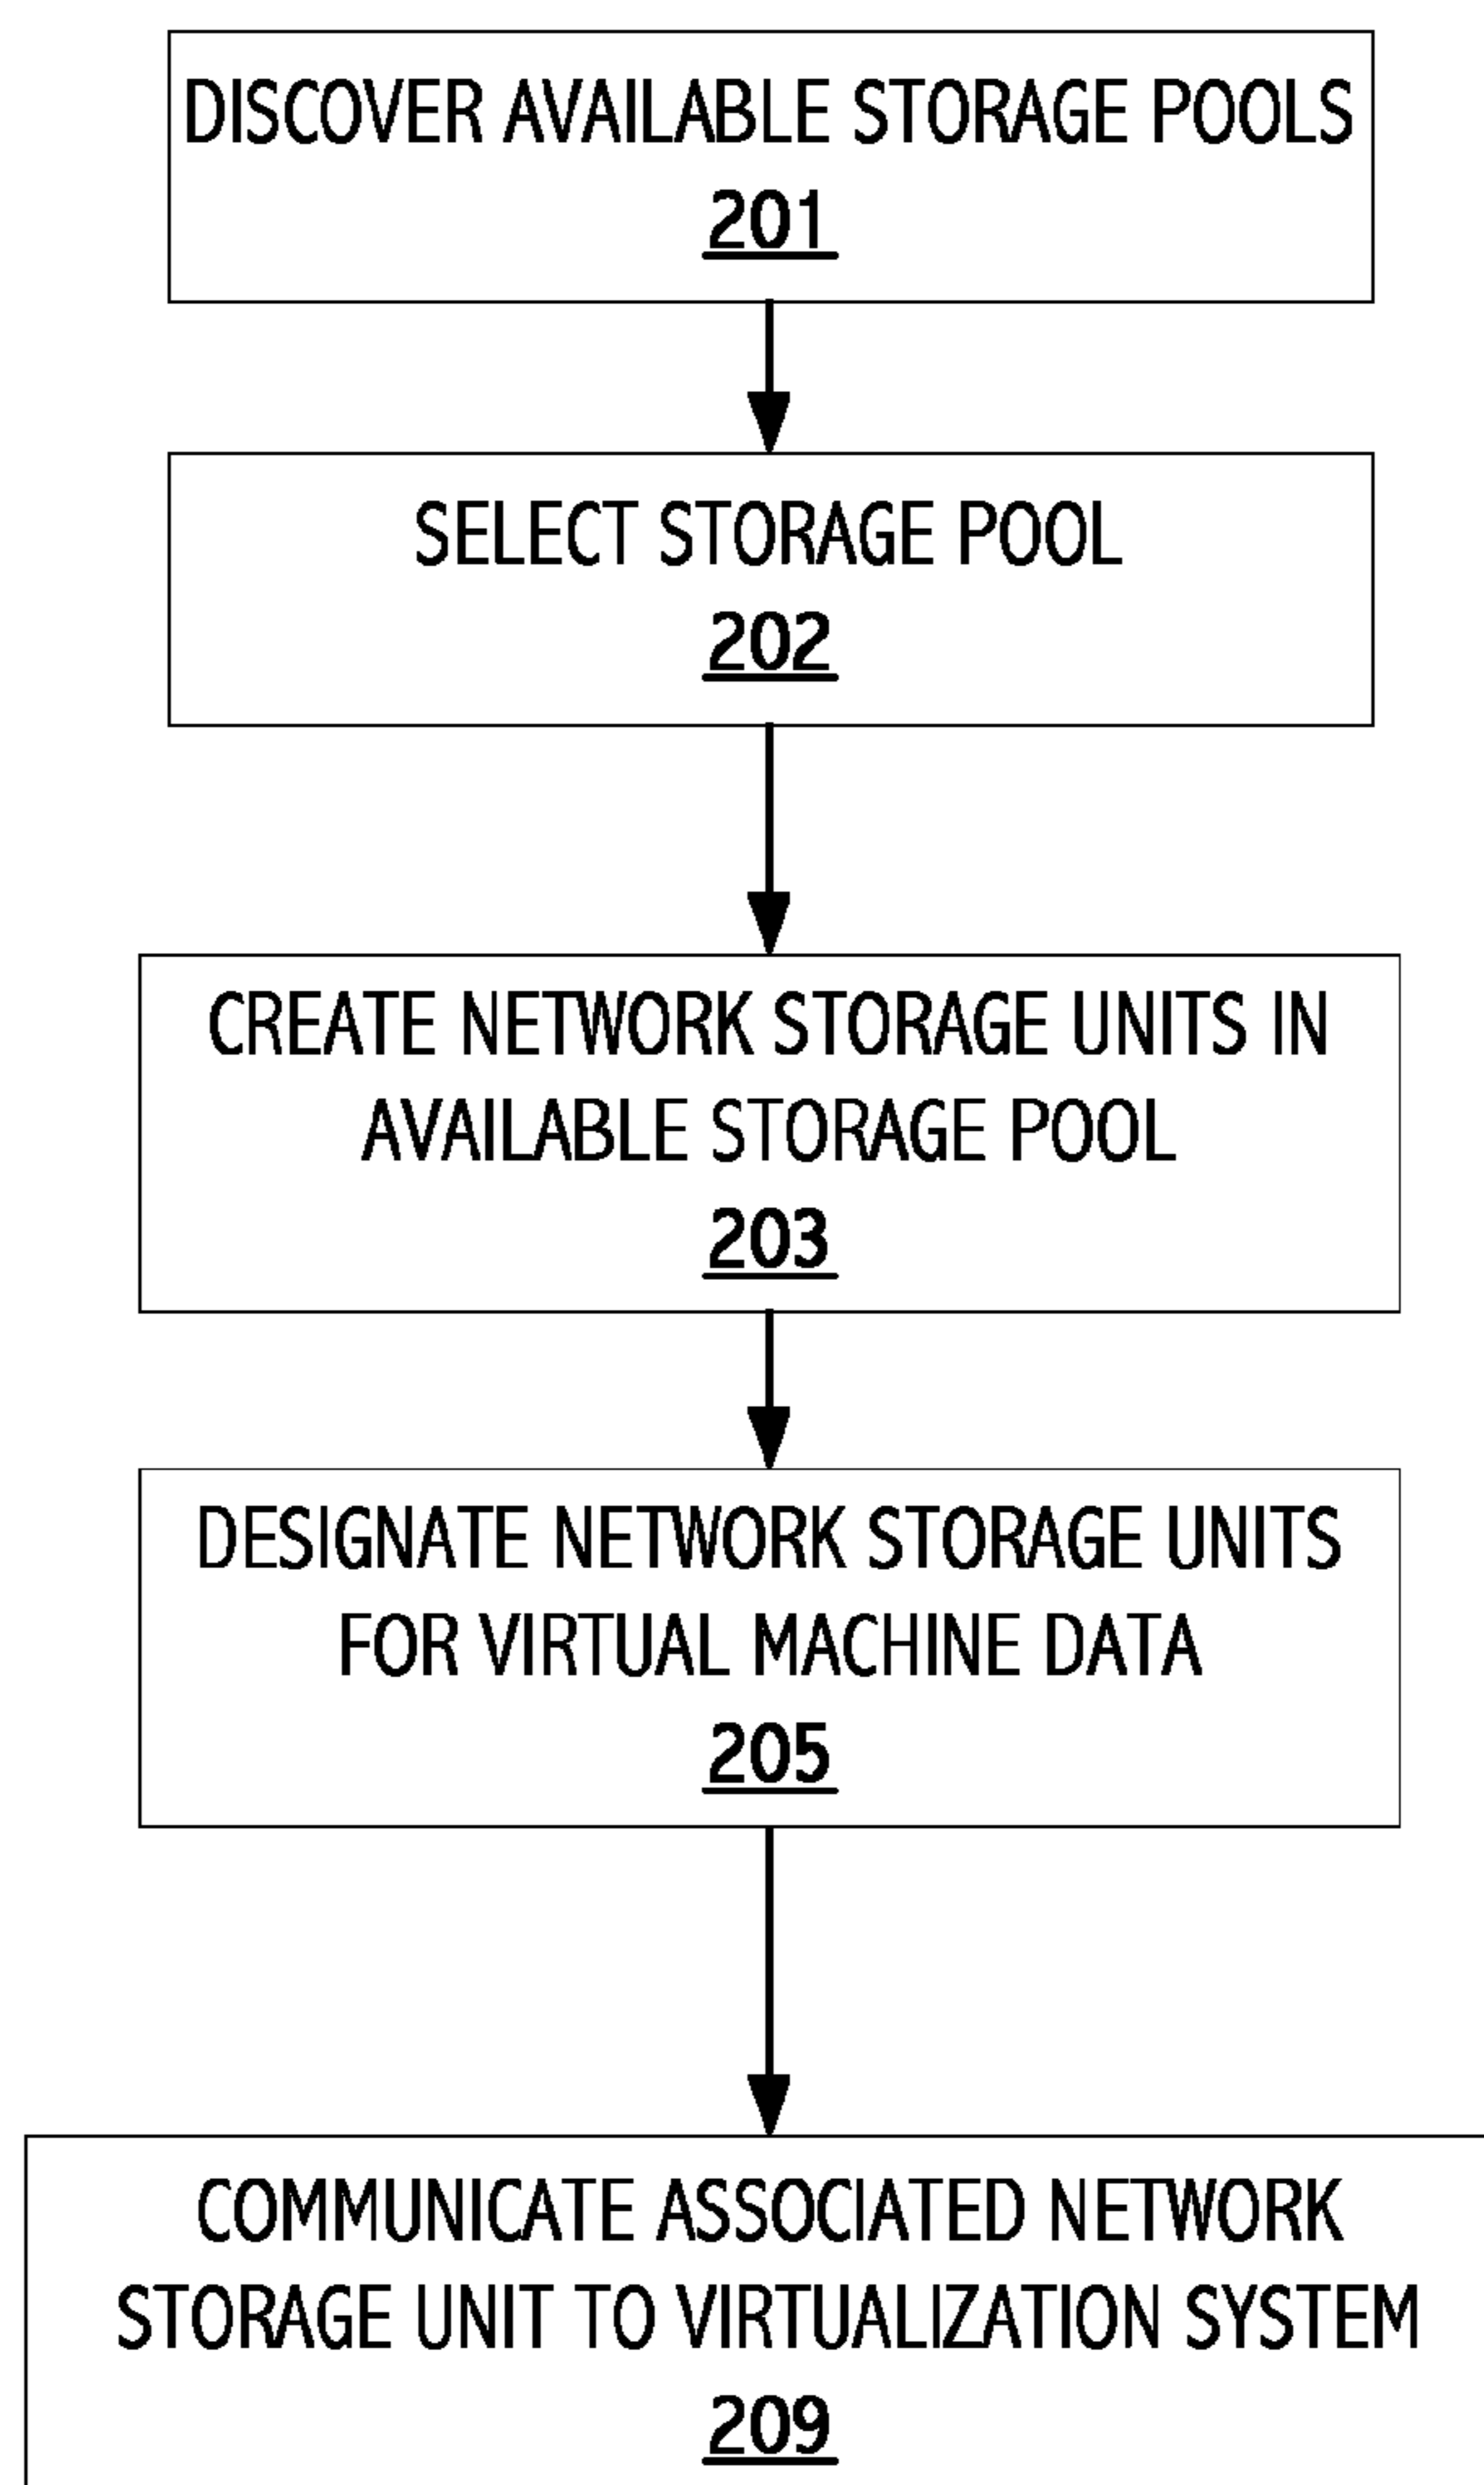 DISCOVER AVAILABLE STORAGE POOLS
201
SELECT STORAGE POOL
202
CREATE NETWORK STORAGE UNITS IN
AVAILABLE STORAGE POOL
203
DESIGNATE NETWORK STORAGE UNITS
FOR VIRTUAL MACHINE DATA
205
COMMUNICATE ASSOCIATED NETWORK
STORAGE UNIT TO VIRTUALIZATION SYSTEM
209